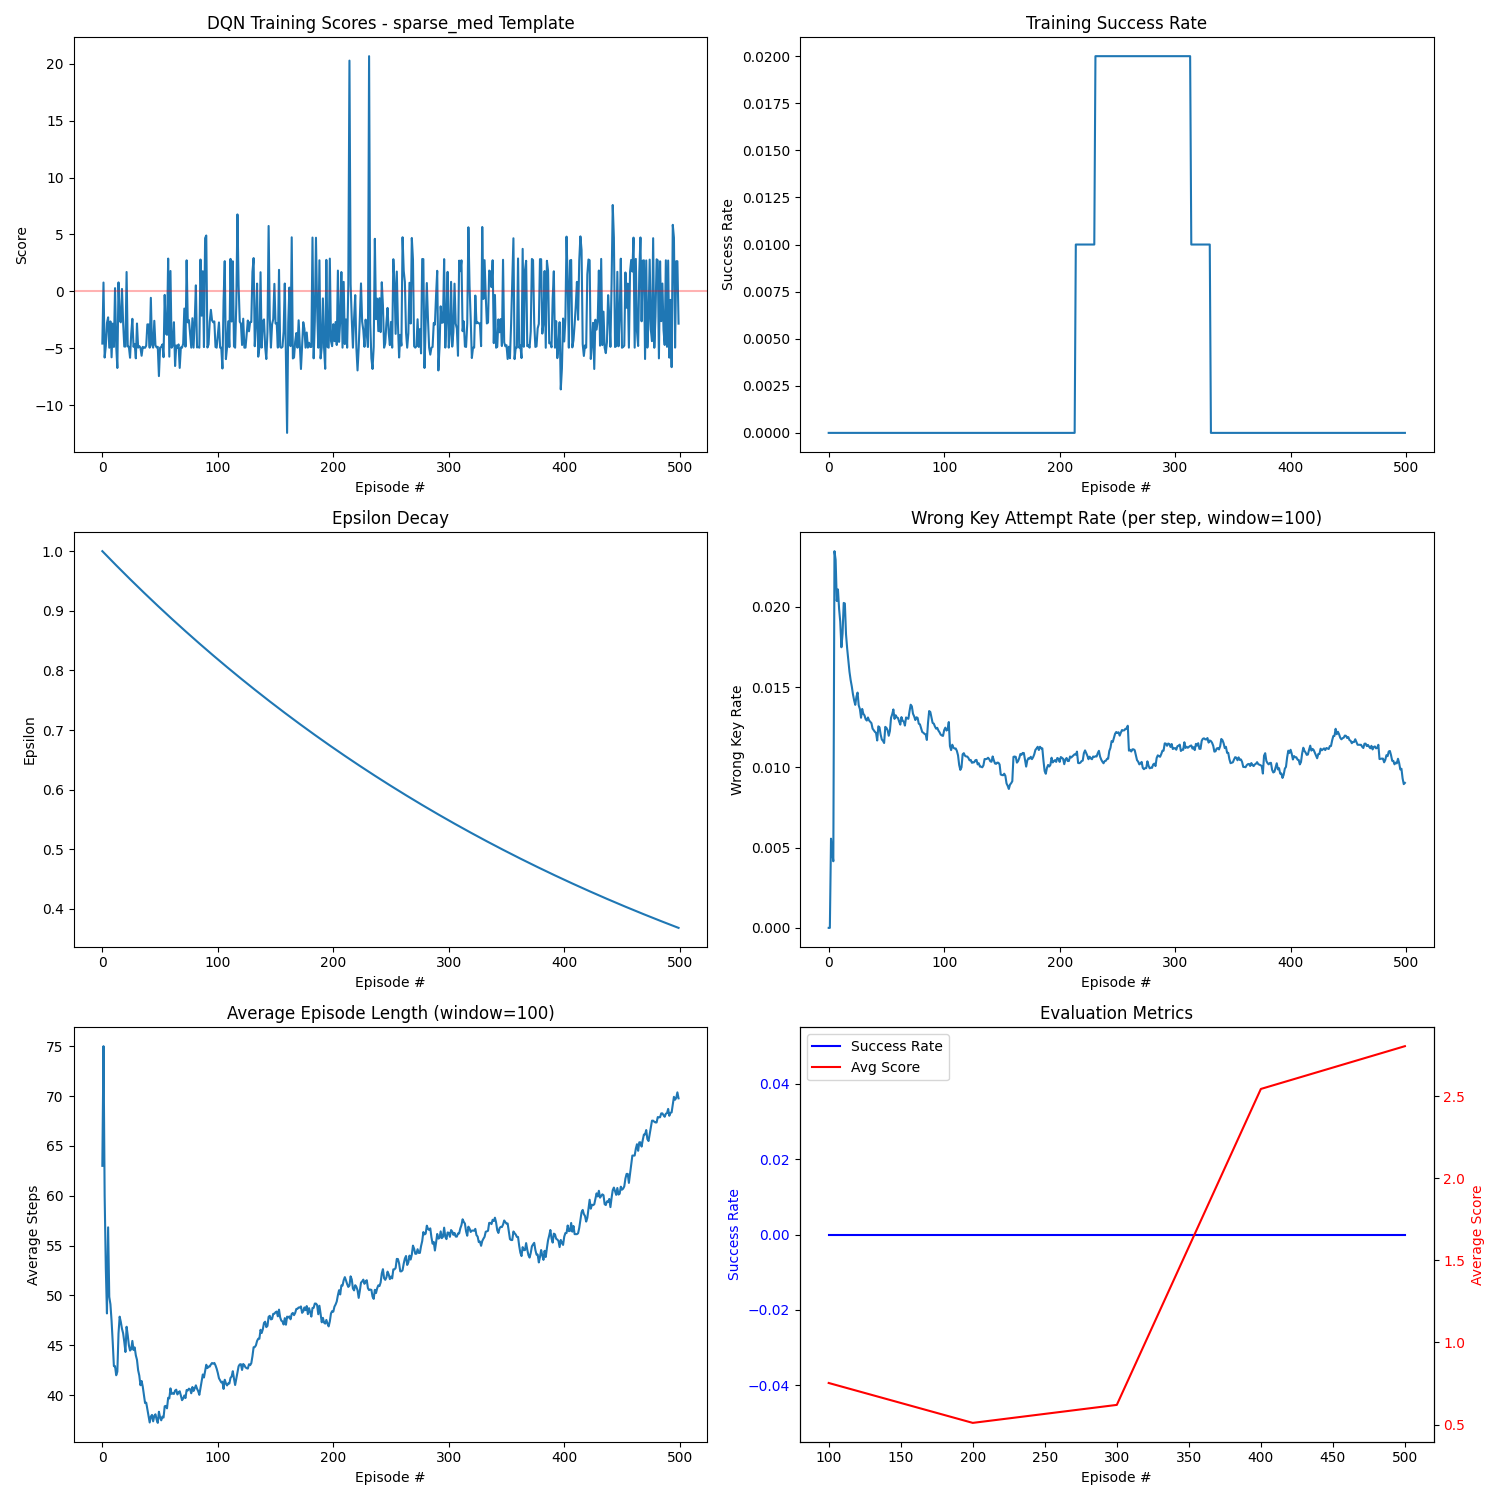 DQN Training Scores - sparse_med Template
Score
20
15
10
5
0
−5
−10
0 100 200 300 400 500
Episode #
Training Success Rate
Success Rate
0.0200
0.0175
0.0150
0.0125
0.0100
0.0075
0.0050
0.0025
0.0000
0 100 200 300 400 500
Episode #
Epsilon Decay
Epsilon
1.0
0.9
0.8
0.7
0.6
0.5
0.4
0 100 200 300 400 500
Episode #
Wrong Key Attempt Rate (per step, window=100)
Wrong Key Rate
0.020
0.015
0.010
0.005
0.000
0 100 200 300 400 500
Episode #
Average Episode Length (window=100)
Average Steps
75
70
65
60
55
50
45
40
0 100 200 300 400 500
Episode #
Evaluation Metrics
Success Rate
Avg Score
Success Rate
0.04
0.02
0.00
−0.02
−0.04
2.5
2.0
1.5
1.0
0.5
Average Score
100 150 200 250 300 350 400 450 500
Episode #